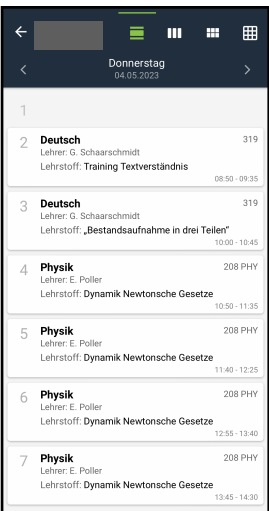 Donnerstag
04.05.2023
1
2 Deutsch 319
Lehrer: G. Schaarschmidt
Lehrstoff: Training Textverständnis
08:50 - 09:35
3 Deutsch 203
Lehrer: G. Schaarschmidt
Lehrstoff: „Bestandsaufnahme in drei Teilen“
10:00 - 10:45
4 Physik 208 PHY
Lehrer: E. Poller
Lehrstoff: Dynamik Newtonsche Gesetze
10:50 - 11:35
5 Physik 208 PHY
Lehrer: E. Poller
Lehrstoff: Dynamik Newtonsche Gesetze
11:40 - 12:25
6 Physik 208 PHY
Lehrer: E. Poller
Lehrstoff: Dynamik Newtonsche Gesetze
12:55 - 13:40
7 Physik 208 PHY
Lehrer: E. Poller
Lehrstoff: Dynamik Newtonsche Gesetze
13:45 - 14:30